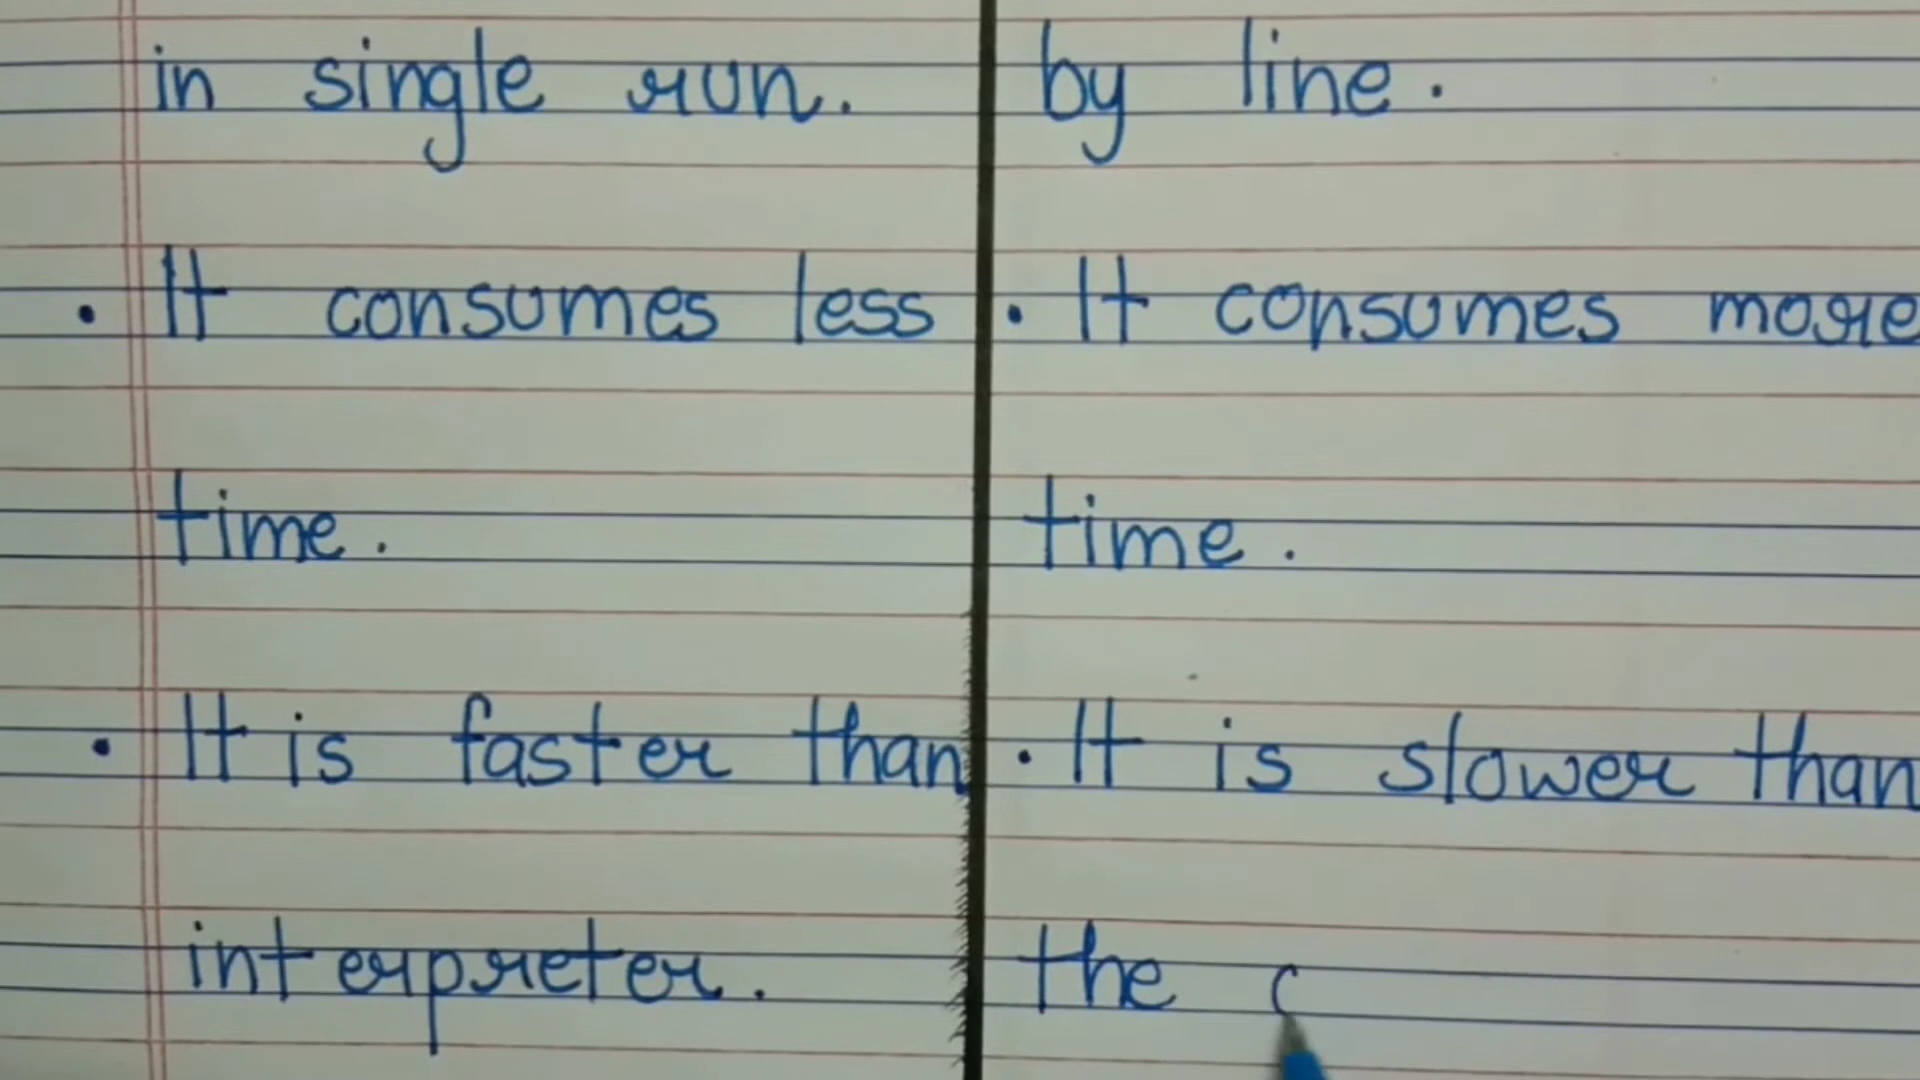 in single run.
• It consumes less
time.
• It is faster than
interpreter.
by line.
• It consumes more
time.
• It is slower than
the c